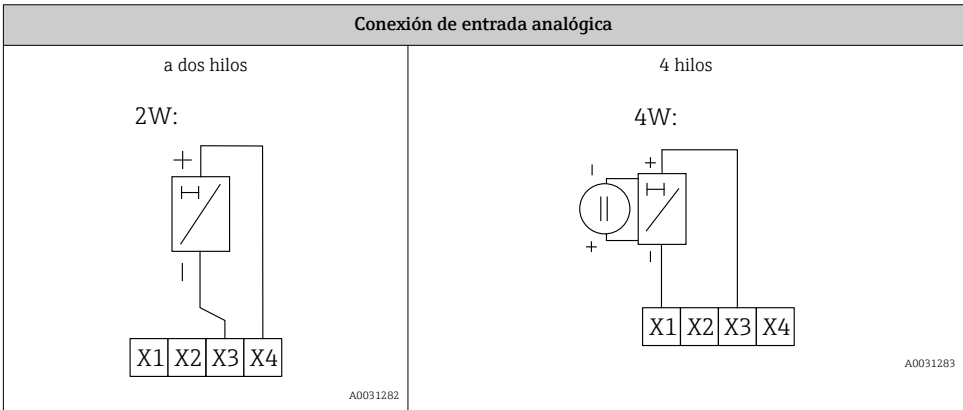 Conexión de entrada analógica
a dos hilos
2W:
+
–
X1 X2 X3 X4
A0031282
4 hilos
4W:
–
+
+
–
X1 X2 X3 X4
A0031283